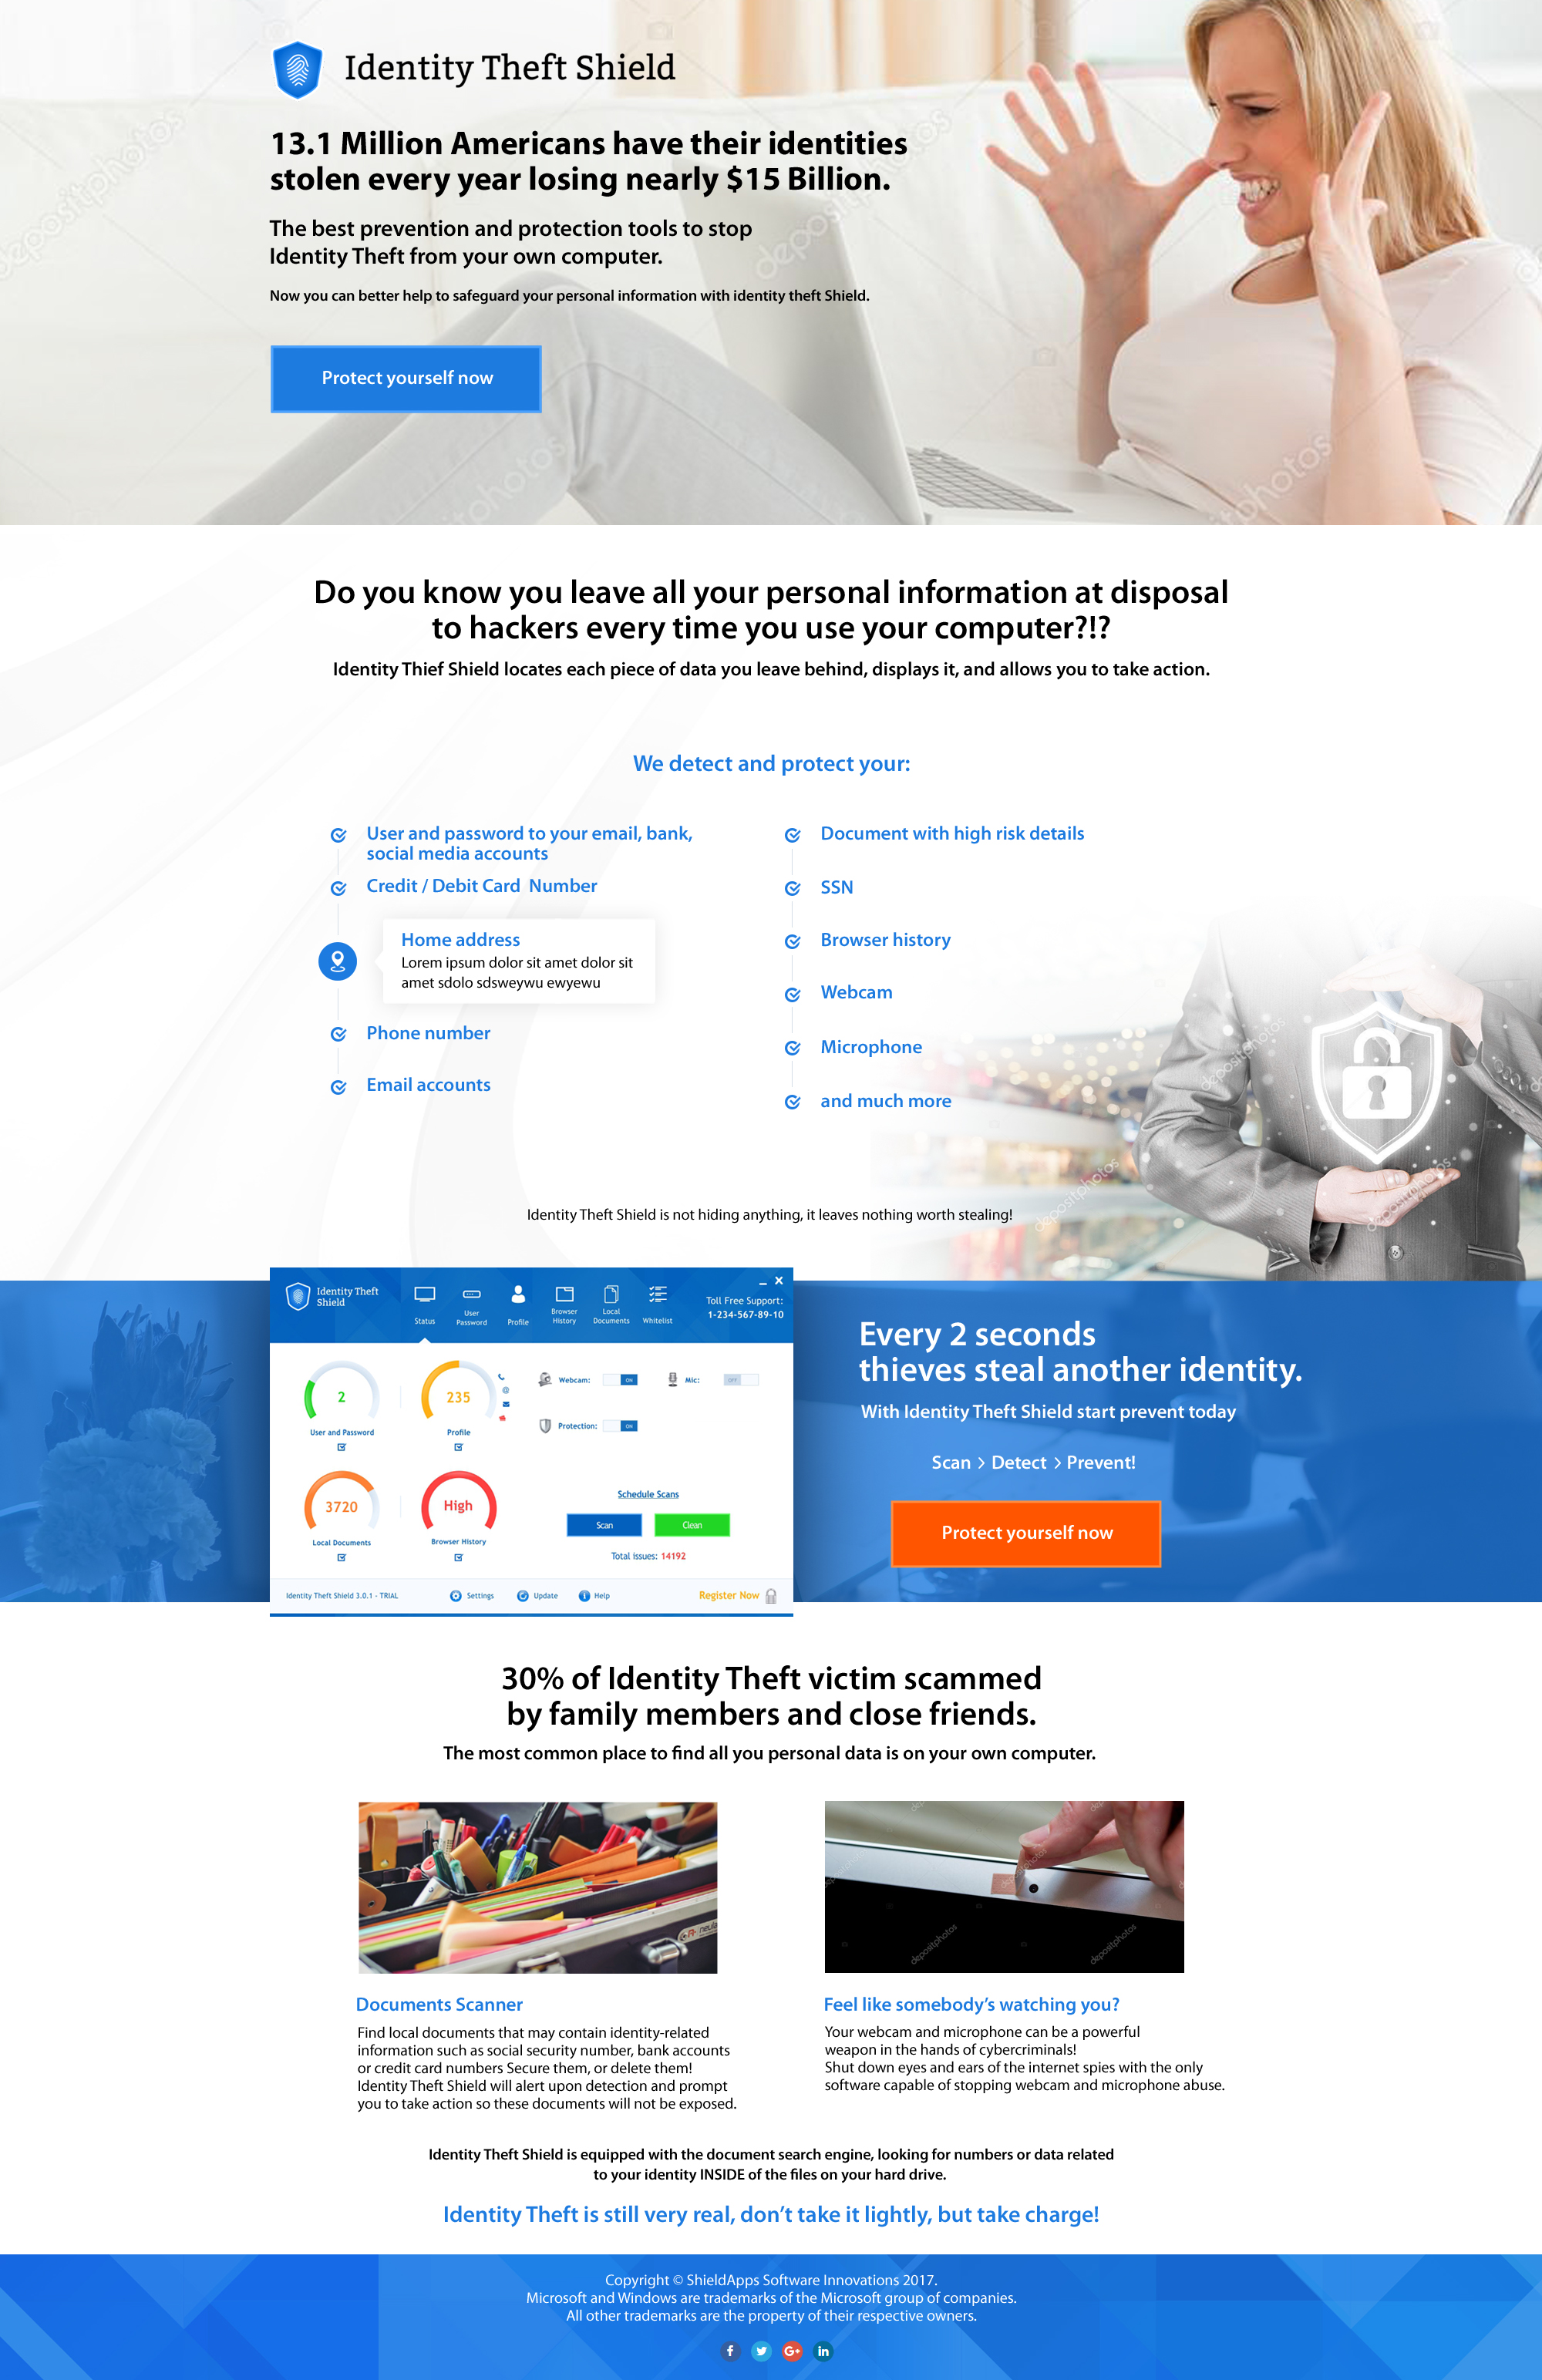 Identity Theft Shield
13.1 Million Americans have their identities
stolen every year losing nearly $15 Billion.
The best prevention and protection tools to stop
Identity Theft from your own computer.
Now you can better help to safeguard your personal information with identity theft Shield.
Protect yourself now
depositphotos
depositphotos
depositphotos
depositphotos
Do you know you leave all your personal information at disposal
to hackers every time you use your computer?!?
Identity Thief Shield locates each piece of data you leave behind, displays it, and allows you to take action.
We detect and protect your:
User and password to your email, bank,
social media accounts
Credit / Debit Card  Number
Home address
Lorem ipsum dolor sit amet dolor sit
amet sdolo sdsweywu ewyewu
Phone number
Email accounts
Document with high risk details
SSN
Browser history
Webcam
Microphone
and much more
depositphotos
depositphotos
depositphotos
Identity Theft Shield is not hiding anything, it leaves nothing worth stealing!
Identity Theft
Shield
Status
User
Password
Profile
Browser
History
Local
Documents
Whitelist
Toll Free Support:
1-234-567-89-10
2
User and Password
235
Profile
Webcam:
ON
Mic:
OFF
Protection:
ON
3720
Local Documents
High
Browser History
Schedule Scans
Scan
Clean
Total issues: 14192
Identity Theft Shield 3.0.1 - TRIAL
Settings
Update
Help
Register Now
Every 2 seconds
thieves steal another identity.
With Identity Theft Shield start prevent today
Scan > Detect > Prevent!
Protect yourself now
30% of Identity Theft victim scammed
by family members and close friends.
The most common place to find all you personal data is on your own computer.
depositphotos
depositphotos
depositphotos
Documents Scanner
Find local documents that may contain identity-related
information such as social security number, bank accounts
or credit card numbers Secure them, or delete them!
Identity Theft Shield will alert upon detection and prompt
you to take action so these documents will not be exposed.
Feel like somebody's watching you?
Your webcam and microphone can be a powerful
weapon in the hands of cybercriminals!
Shut down eyes and ears of the internet spies with the only
software capable of stopping webcam and microphone abuse.
Identity Theft Shield is equipped with the document search engine, looking for numbers or data related
to your identity INSIDE of the files on your hard drive.
Identity Theft is still very real, don't take it lightly, but take charge!
Copyright © ShieldApps Software Innovations 2017.
Microsoft and Windows are trademarks of the Microsoft group of companies.
All other trademarks are the property of their respective owners.
f
G+
in